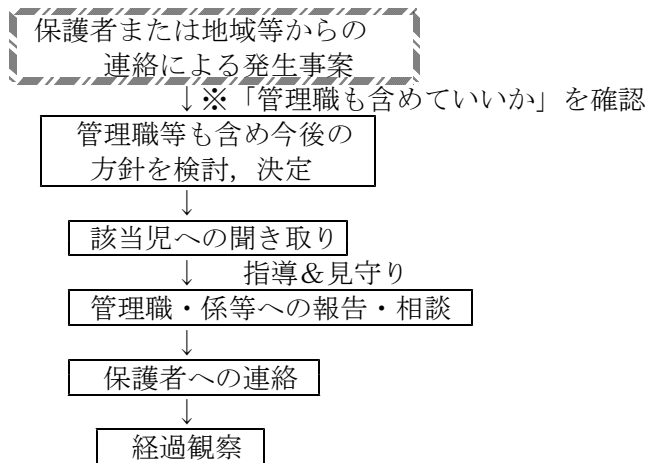 保護者または地域等からの
連絡による発生事案
↓※「管理職も含めていいか」を確認
管理職等も含め今後の
方針を検討，決定
↓
該当児への聞き取り
↓ 指導＆見守り
管理職・係等への報告・相談
↓
保護者への連絡
↓
経過観察